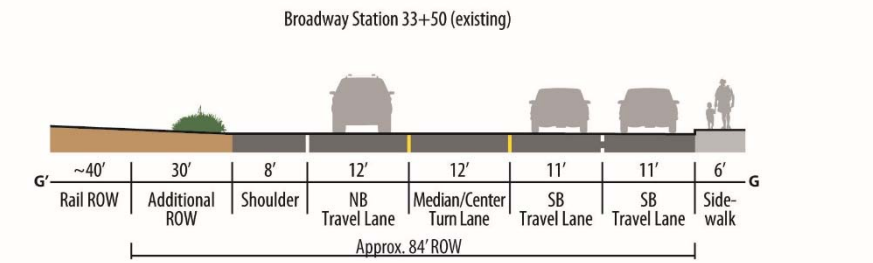 Broadway Station 33+50 (existing)
~40’ 30’ 8’ 12’ 12’ 11’ 11’ 6’
G’ G
Rail ROW Additional ROW Shoulder NB Travel Lane Median/Center Turn Lane SB Travel Lane SB Travel Lane Side-walk
Approx. 84’ ROW